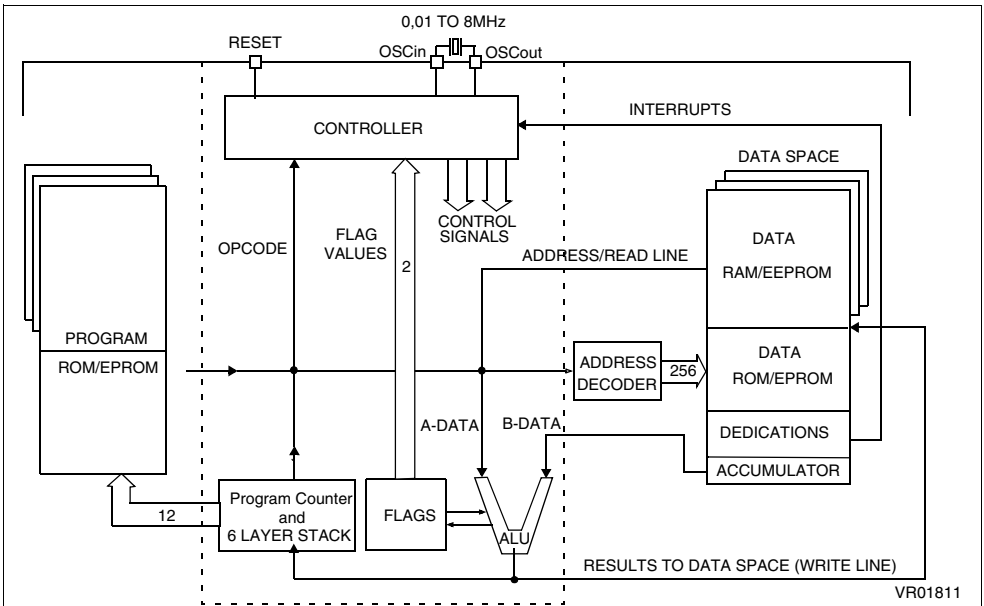 0,01 TO 8MHz
RESET
OSCin
OSCout
CONTROLLER
INTERRUPTS
DATA SPACE
OPCODE
FLAG
VALUES
2
CONTROL
SIGNALS
ADDRESS/READ LINE
DATA
RAM/EEPROM
PROGRAM
ROM/EPROM
ADDRESS
DECODER
256
DATA
ROM/EPROM
A-DATA
B-DATA
DEDICATIONS
ACCUMULATOR
12
Program Counter
and
6 LAYER STACK
FLAGS
ALU
RESULTS TO DATA SPACE (WRITE LINE)
VR01811